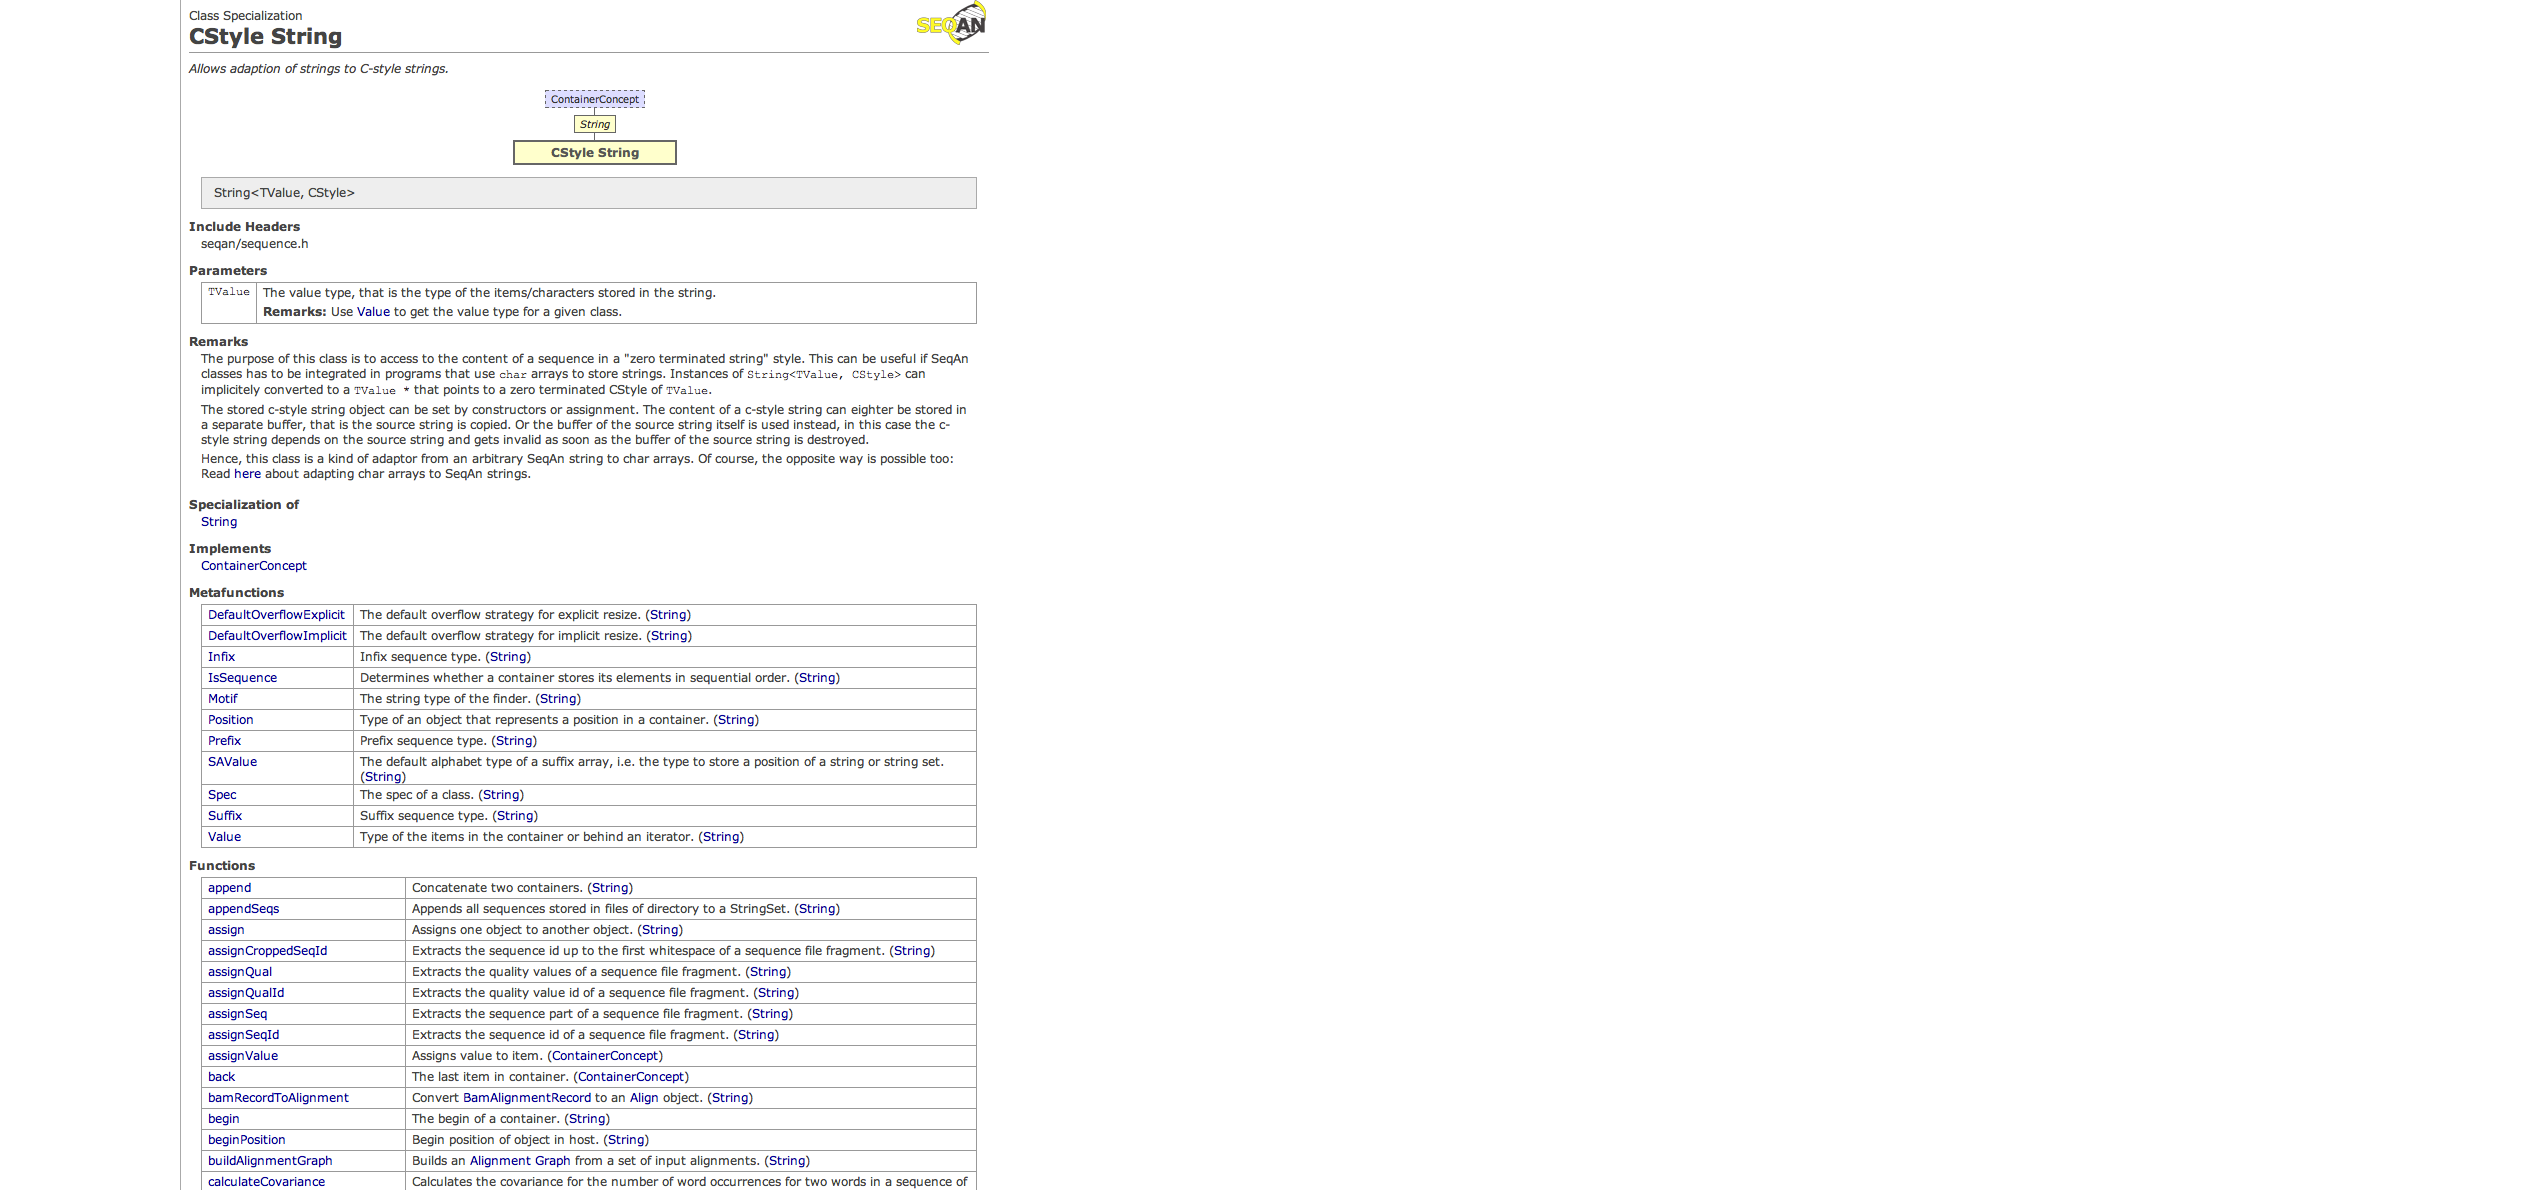 Class Specialization
CStyle String
SEQAN
Allows adaption of strings to C-style strings.
ContainerConcept
String
CStyle String
String<TValue, CStyle>
Include Headers
seqan/sequence.h
Parameters
TValue The value type, that is the type of the items/characters stored in the string.
Remarks: Use Value to get the value type for a given class.
Remarks
The purpose of this class is to access to the content of a sequence in a "zero terminated string" style. This can be useful if SeqAn
classes has to be integrated in programs that use char arrays to store strings. Instances of String<TValue, CStyle> can
implicitely converted to a TValue * that points to a zero terminated CStyle of TValue.
The stored c-style string object can be set by constructors or assignment. The content of a c-style string can eighter be stored in
a separate buffer, that is the source string is copied. Or the buffer of the source string itself is used instead, in this case the c-
style string depends on the source string and gets invalid as soon as the buffer of the source string is destroyed.
Hence, this class is a kind of adaptor from an arbitrary SeqAn string to char arrays. Of course, the opposite way is possible too:
Read here about adapting char arrays to SeqAn strings.
Specialization of
String
Implements
ContainerConcept
Metafunctions
DefaultOverflowExplicit The default overflow strategy for explicit resize. (String)
DefaultOverflowImplicit The default overflow strategy for implicit resize. (String)
Infix Infix sequence type. (String)
IsSequence Determines whether a container stores its elements in sequential order. (String)
Motif The string type of the finder. (String)
Position Type of an object that represents a position in a container. (String)
Prefix Prefix sequence type. (String)
SAValue The default alphabet type of a suffix array, i.e. the type to store a position of a string or string set.
(String)
Spec The spec of a class. (String)
Suffix Suffix sequence type. (String)
Value Type of the items in the container or behind an iterator. (String)
Functions
append Concatenate two containers. (String)
appendSeqs Appends all sequences stored in files of directory to a StringSet. (String)
assign Assigns one object to another object. (String)
assignCroppedSeqId Extracts the sequence id up to the first whitespace of a sequence file fragment. (String)
assignQual Extracts the quality values of a sequence file fragment. (String)
assignQualId Extracts the quality value id of a sequence file fragment. (String)
assignSeq Extracts the sequence part of a sequence file fragment. (String)
assignSeqId Extracts the sequence id of a sequence file fragment. (String)
assignValue Assigns value to item. (ContainerConcept)
back The last item in container. (ContainerConcept)
bamRecordToAlignment Convert BamAlignmentRecord to an Align object. (String)
begin The begin of a container. (String)
beginPosition Begin position of object in host. (String)
buildAlignmentGraph Builds an Alignment Graph from a set of input alignments. (String)
calculateCovariance Calculates the covariance for the number of word occurrences for two words in a sequence of